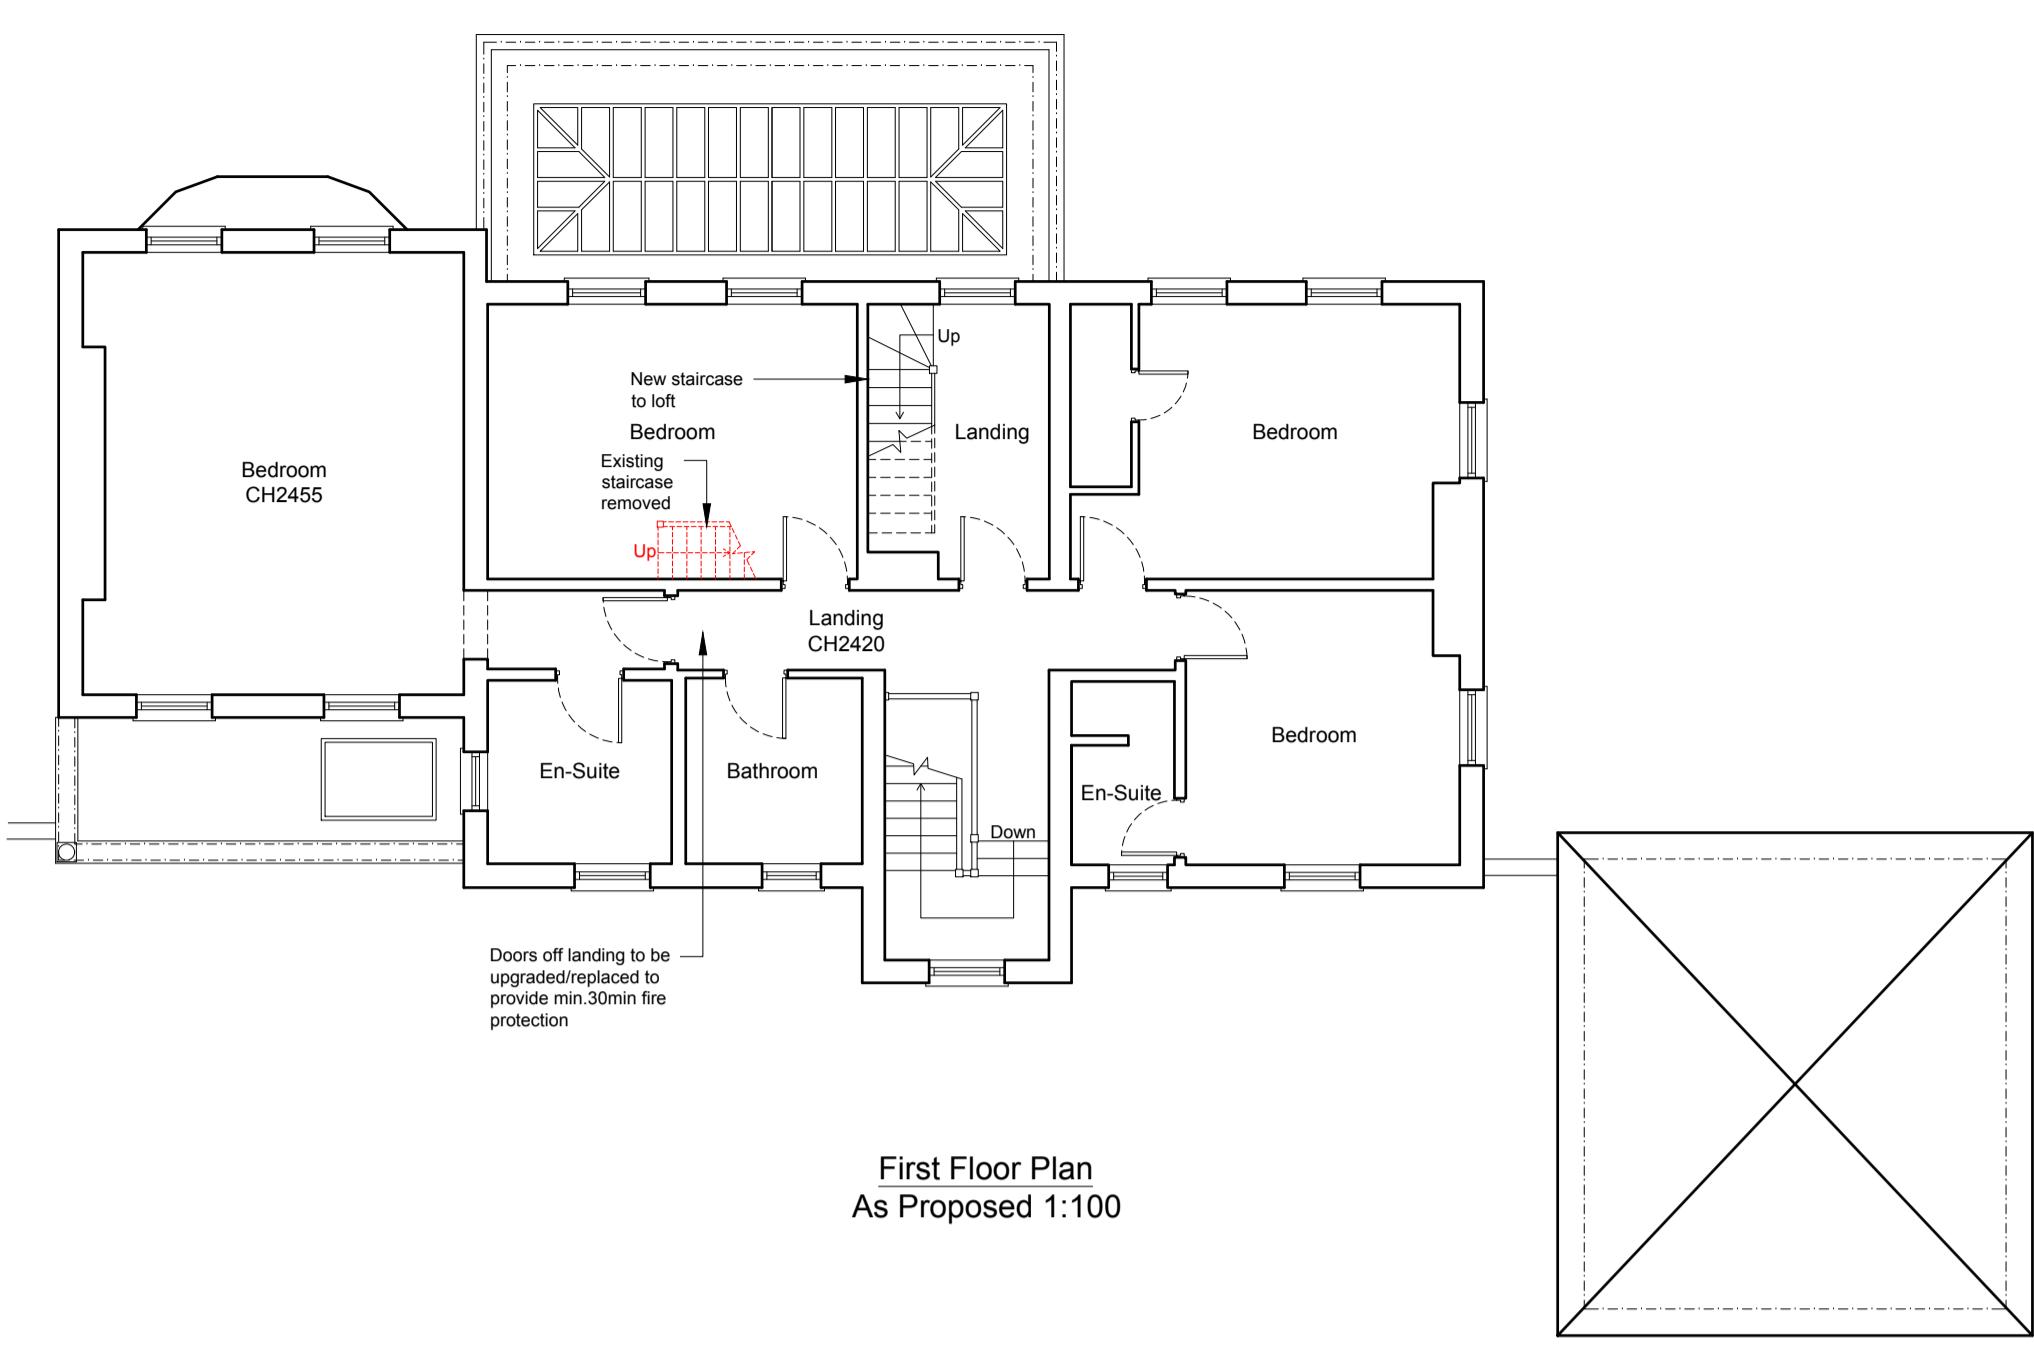 Up
New staircase
to loft
Bedroom
Landing
Bedroom
Existing
staircase
removed
Bedroom
CH2455
Up
Landing
CH2420
Bedroom
En-Suite
Bathroom
En-Suite
Down
Doors off landing to be
upgraded/replaced to
provide min.30min fire
protection
First Floor Plan
As Proposed 1:100